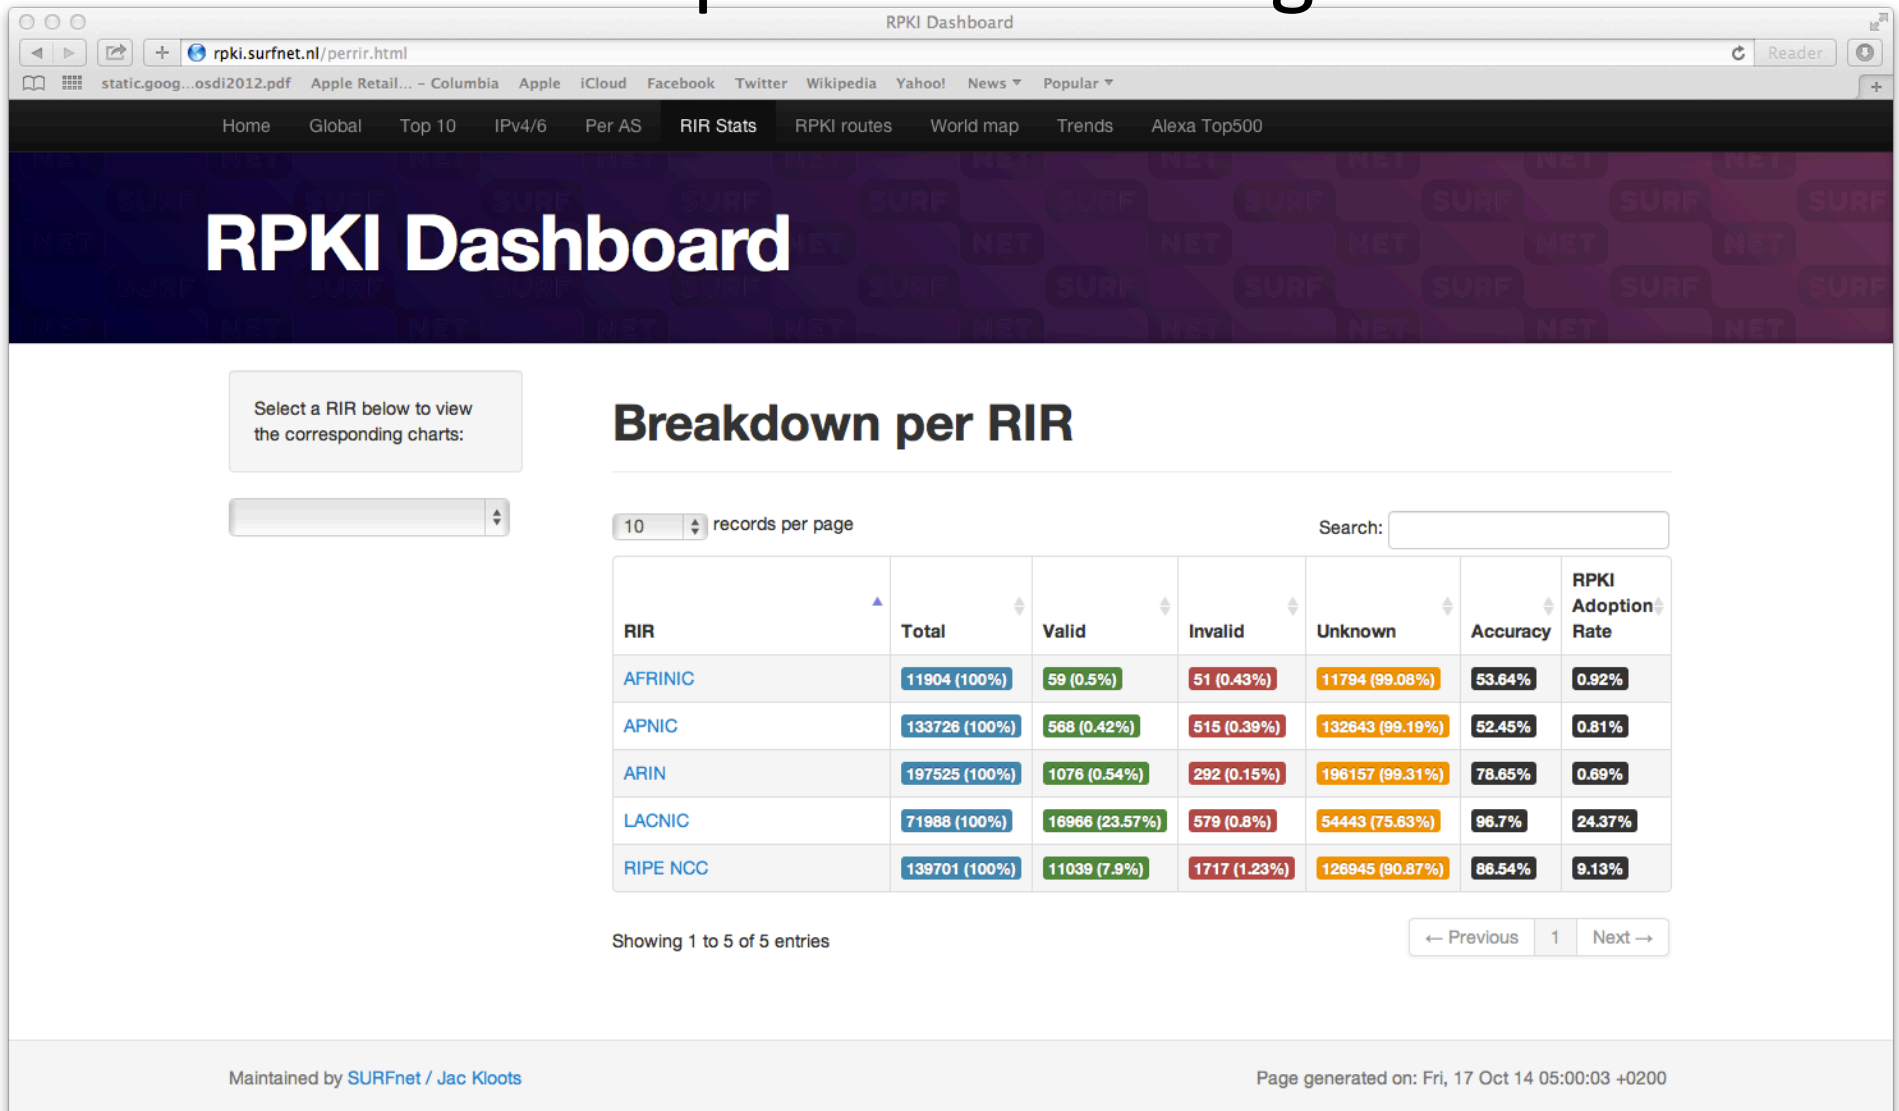 RPKI Dashboard
rpki.surfnet.nl/perrir.html
Reader
static.goog...osdi2012.pdf Apple Retail... – Columbia Apple iCloud Facebook Twitter Wikipedia Yahoo! News Popular
Home Global Top 10 IPv4/6 Per AS RIR Stats RPKI routes World map Trends Alexa Top500
RPKI Dashboard
Select a RIR below to view
the corresponding charts:
Breakdown per RIR
10 records per page
Search:
RIR Total Valid Invalid Unknown Accuracy RPKI Adoption Rate
AFRINIC 11904 (100%) 59 (0.5%) 51 (0.43%) 11794 (99.08%) 53.64% 0.92%
APNIC 133726 (100%) 568 (0.42%) 515 (0.39%) 132643 (99.19%) 52.45% 0.81%
ARIN 197525 (100%) 1076 (0.54%) 292 (0.15%) 196157 (99.31%) 78.65% 0.69%
LACNIC 71988 (100%) 16966 (23.57%) 579 (0.8%) 54443 (75.63%) 96.7% 24.37%
RIPE NCC 139701 (100%) 11039 (7.9%) 1717 (1.23%) 126945 (90.87%) 86.54% 9.13%
Showing 1 to 5 of 5 entries
← Previous 1 Next →
Maintained by SURFnet / Jac Kloots
Page generated on: Fri, 17 Oct 14 05:00:03 +0200